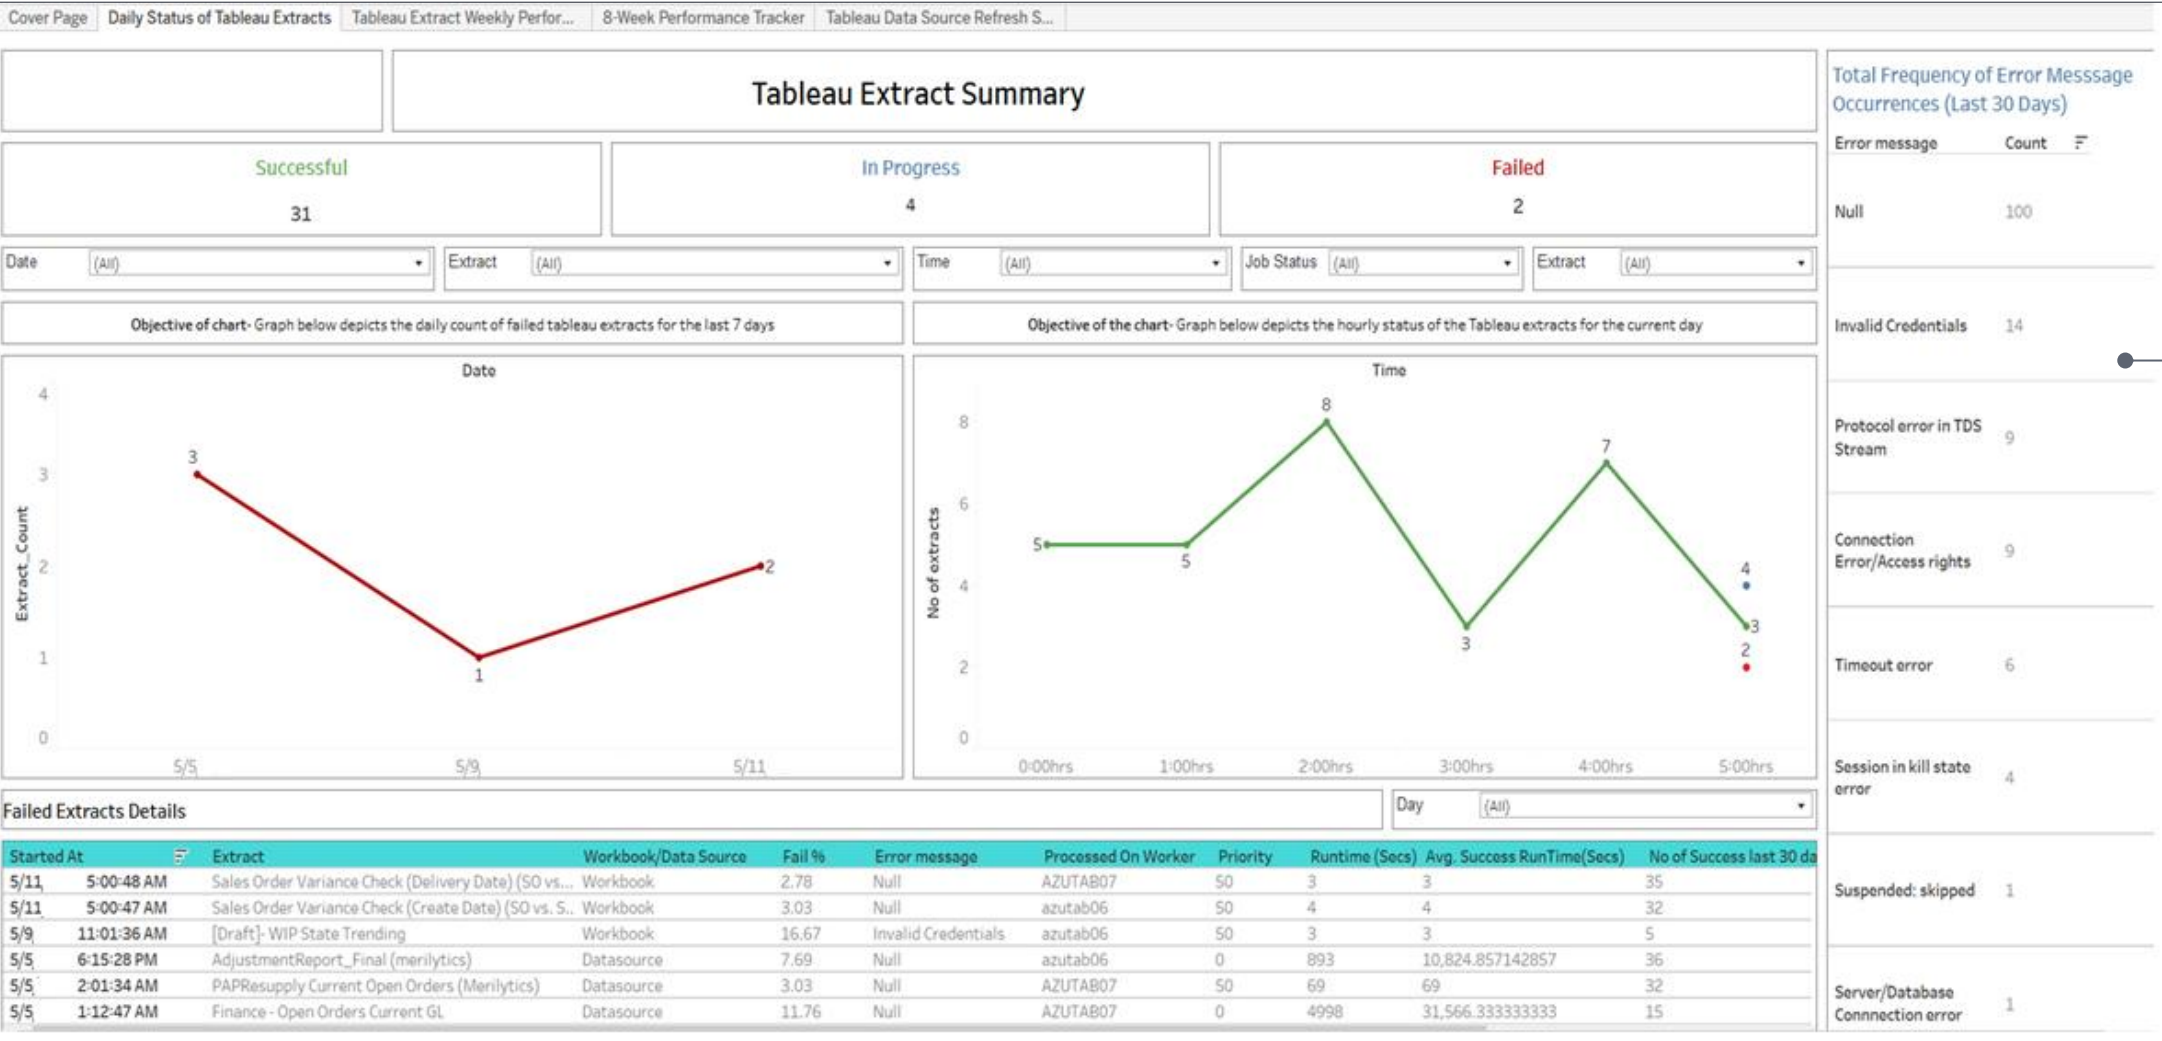 Cover Page Daily Status of Tableau Extracts Tableau Extract Weekly Perfor... 8-Week Performance Tracker Tableau Data Source Refresh S...
Tableau Extract Summary
Successful
31
In Progress
4
Failed
2
Date (All) Extract (All) Time (All) Job Status (All) Extract (All)
Objective of chart- Graph below depicts the daily count of failed tableau extracts for the last 7 days
Date
Extract_Count
4
3
2
1
0
3
1
2
5/5 5/9 5/11
Objective of the chart- Graph below depicts the hourly status of the Tableau extracts for the current day
Time
No of extracts
8
6
4
2
0
5
5
8
3
7
4
3
2
0:00hrs 1:00hrs 2:00hrs 3:00hrs 4:00hrs 5:00hrs
Failed Extracts Details
Day (All)
Started At Extract Workbook/Data Source Fail % Error message Processed On Worker Priority Runtime (Secs) Avg. Success RunTime(Secs) No of Success last 30 da
5/11 5:00:48 AM Sales Order Variance Check (Delivery Date) (SO vs... Workbook 2.78 Null AZUTAB07 50 3 3 35
5/11 5:00:47 AM Sales Order Variance Check (Create Date) (SO vs. S.. Workbook 3.03 Null azutab06 50 4 4 32
5/9 11:01:36 AM [Draft]- WIP State Trending Workbook 16.67 Invalid Credentials azutab06 50 3 3 5
5/5 6:15:28 PM AdjustmentReport_Final (merilytics) Datasource 7.69 Null azutab06 0 893 10,824.857142857 36
5/5 2:01:34 AM PAPResupply Current Open Orders (Merilytics) Datasource 3.03 Null AZUTAB07 50 69 69 32
5/5 1:12:47 AM Finance - Open Orders Current GL Datasource 11.76 Null AZUTAB07 0 4998 31,566.333333333 15
Total Frequency of Error Messsage
Occurrences (Last 30 Days)
Error message Count
Null 100
Invalid Credentials 14
Protocol error in TDS
Stream 9
Connection
Error/Access rights 9
Timeout error 6
Session in kill state
error 4
Suspended: skipped 1
Server/Database
Connnection error 1